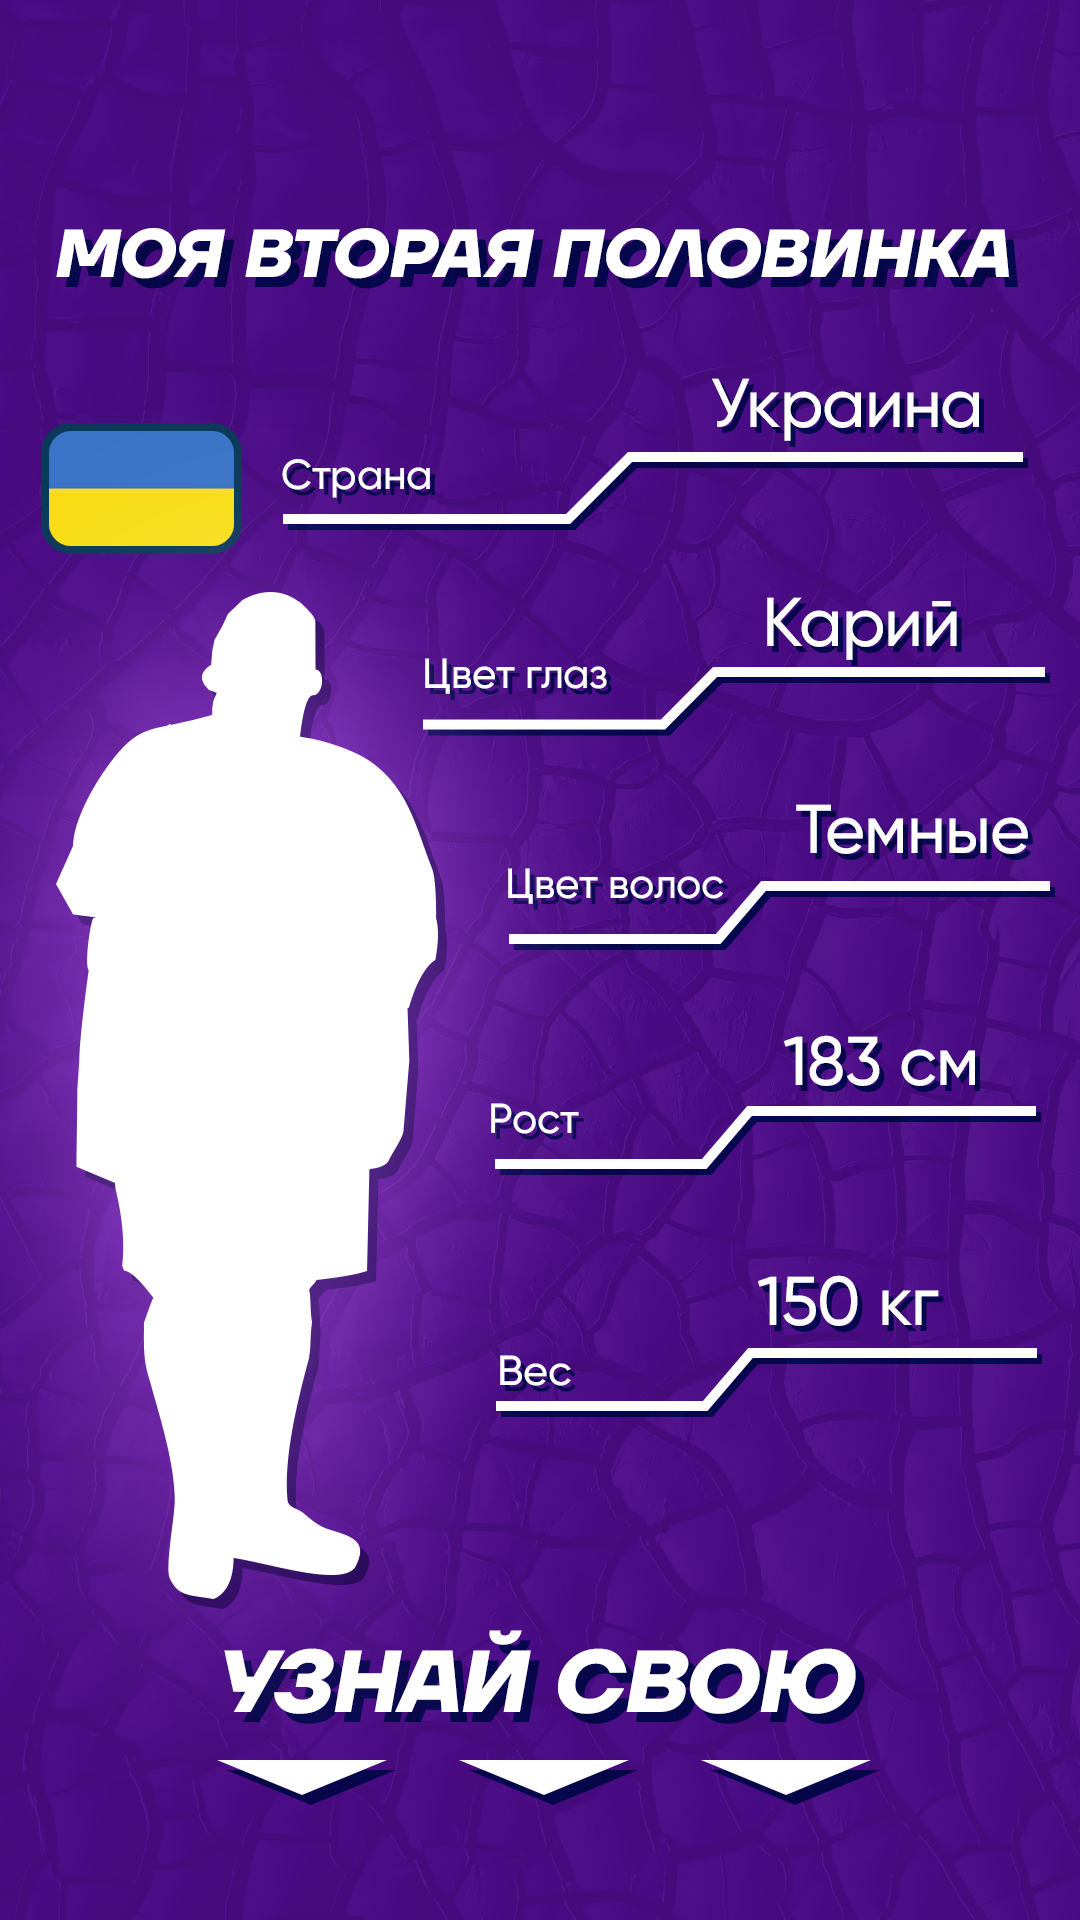 МОЯ ВТОРАЯ ПОЛОВИНКА
Украина
Страна
Карий
Цвет глаз
Темные
Цвет волос
183 см
Рост
150 кг
Вес
УЗНАЙ СВОЮ